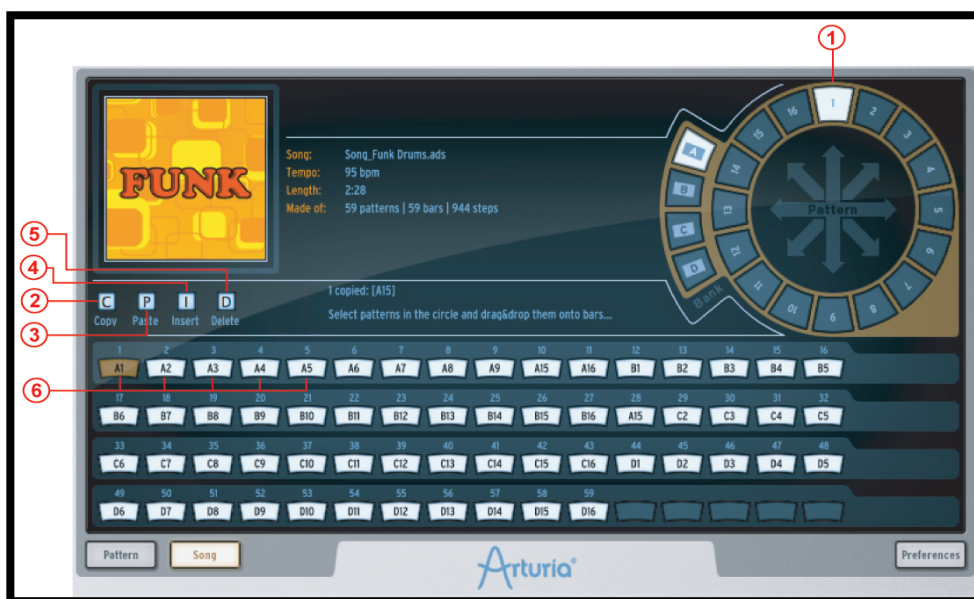 1
FUNK
Song: Song_Funk Drums.ads
Tempo: 95 bpm
Length: 2:28
Made of: 59 patterns | 59 bars | 944 steps
A
B
C
D
Bank
1
2
3
4
5
6
7
8
9
10
11
12
13
14
15
16
Pattern
5
4
2
3
C P I D
Copy Paste Insert Delete
1 copied: [A15]
Select patterns in the circle and drag&drop them onto bars...
1 2 3 4 5 6 7 8 9 10 11 12 13 14 15 16
A1 A2 A3 A4 A5 A6 A7 A8 A9 A15 A16 B1 B2 B3 B4 B5
6
17 18 19 20 21 22 23 24 25 26 27 28 29 30 31 32
B6 B7 B8 B9 B10 B11 B12 B13 B14 B15 B16 A15 C2 C3 C4 C5
33 34 35 36 37 38 39 40 41 42 43 44 45 46 47 48
C6 C7 C8 C9 C10 C11 C12 C13 C14 C15 C16 D1 D2 D3 D4 D5
49 50 51 52 53 54 55 56 57 58 59
D6 D7 D8 D9 D10 D11 D12 D13 D14 D15 D16
Pattern Song Arturia® Preferences